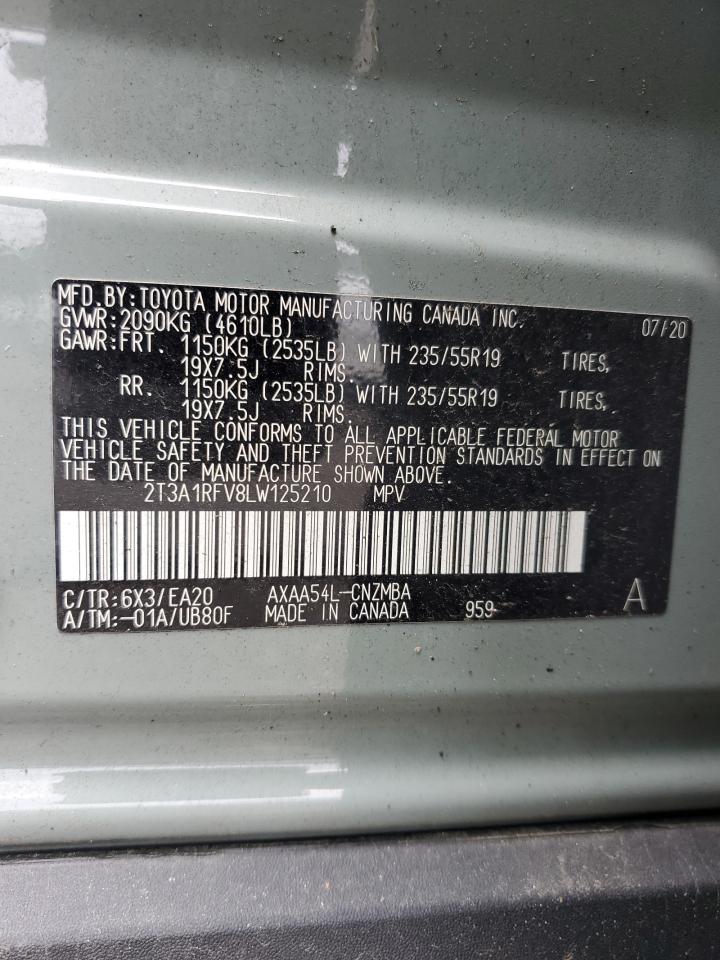 MFD.BY:TOYOTA MOTOR MANUFACTURING CANADA INC. 07/20
GVWR:2090KG (4610LB)
GAWR:FRT. 1150KG (2535LB) WITH 235/55R19 TIRES,
19X7.5J RIMS.
RR. 1150KG (2535LB) WITH 235/55R19 TIRES,
19X7.5J RIMS.
THIS VEHICLE CONFORMS TO ALL APPLICABLE FEDERAL MOTOR
VEHICLE SAFETY AND THEFT PREVENTION STANDARDS IN EFFECT ON
THE DATE OF MANUFACTURE SHOWN ABOVE.
2T3A1RFV8LW125210 MPV
C/TR:6X3/EA20 AXAA54L-CNZMBA A
A/TM:-01A/UB80F MADE IN CANADA 959-